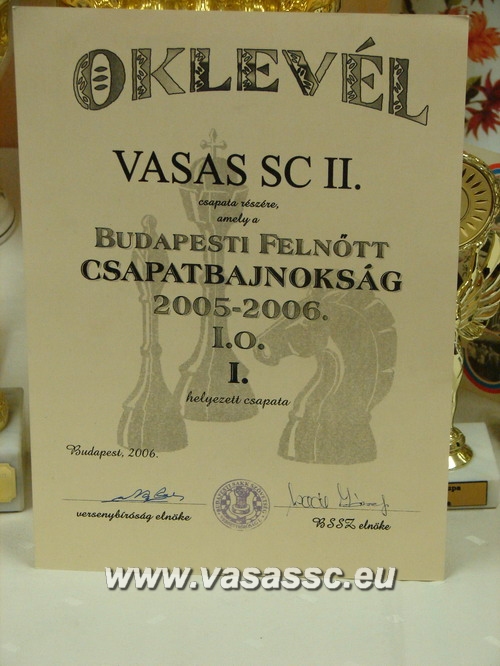 OKLEVÉL
VASAS SC II.
csapata részére,
amely a
BUDAPESTI FELNŐTT
CSAPATBAJNOKSÁG
2005-2006.
I.O.
I.
helyezett csapata
Budapest, 2006.
versenybíróság elnöke
BSSZ elnöke
www.vasassc.eu